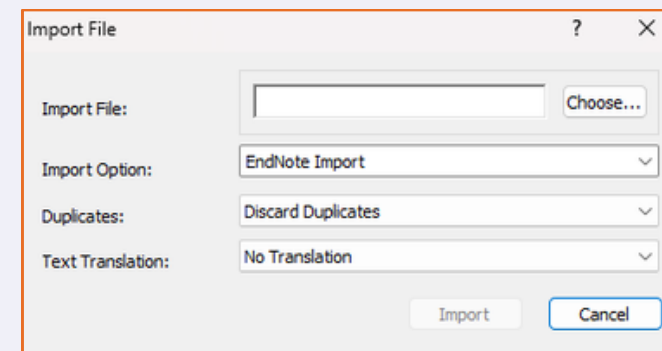 Import File ?
Import File: Choose...
Import Option: EndNote Import
Duplicates: Discard Duplicates
Text Translation: No Translation
Import Cancel